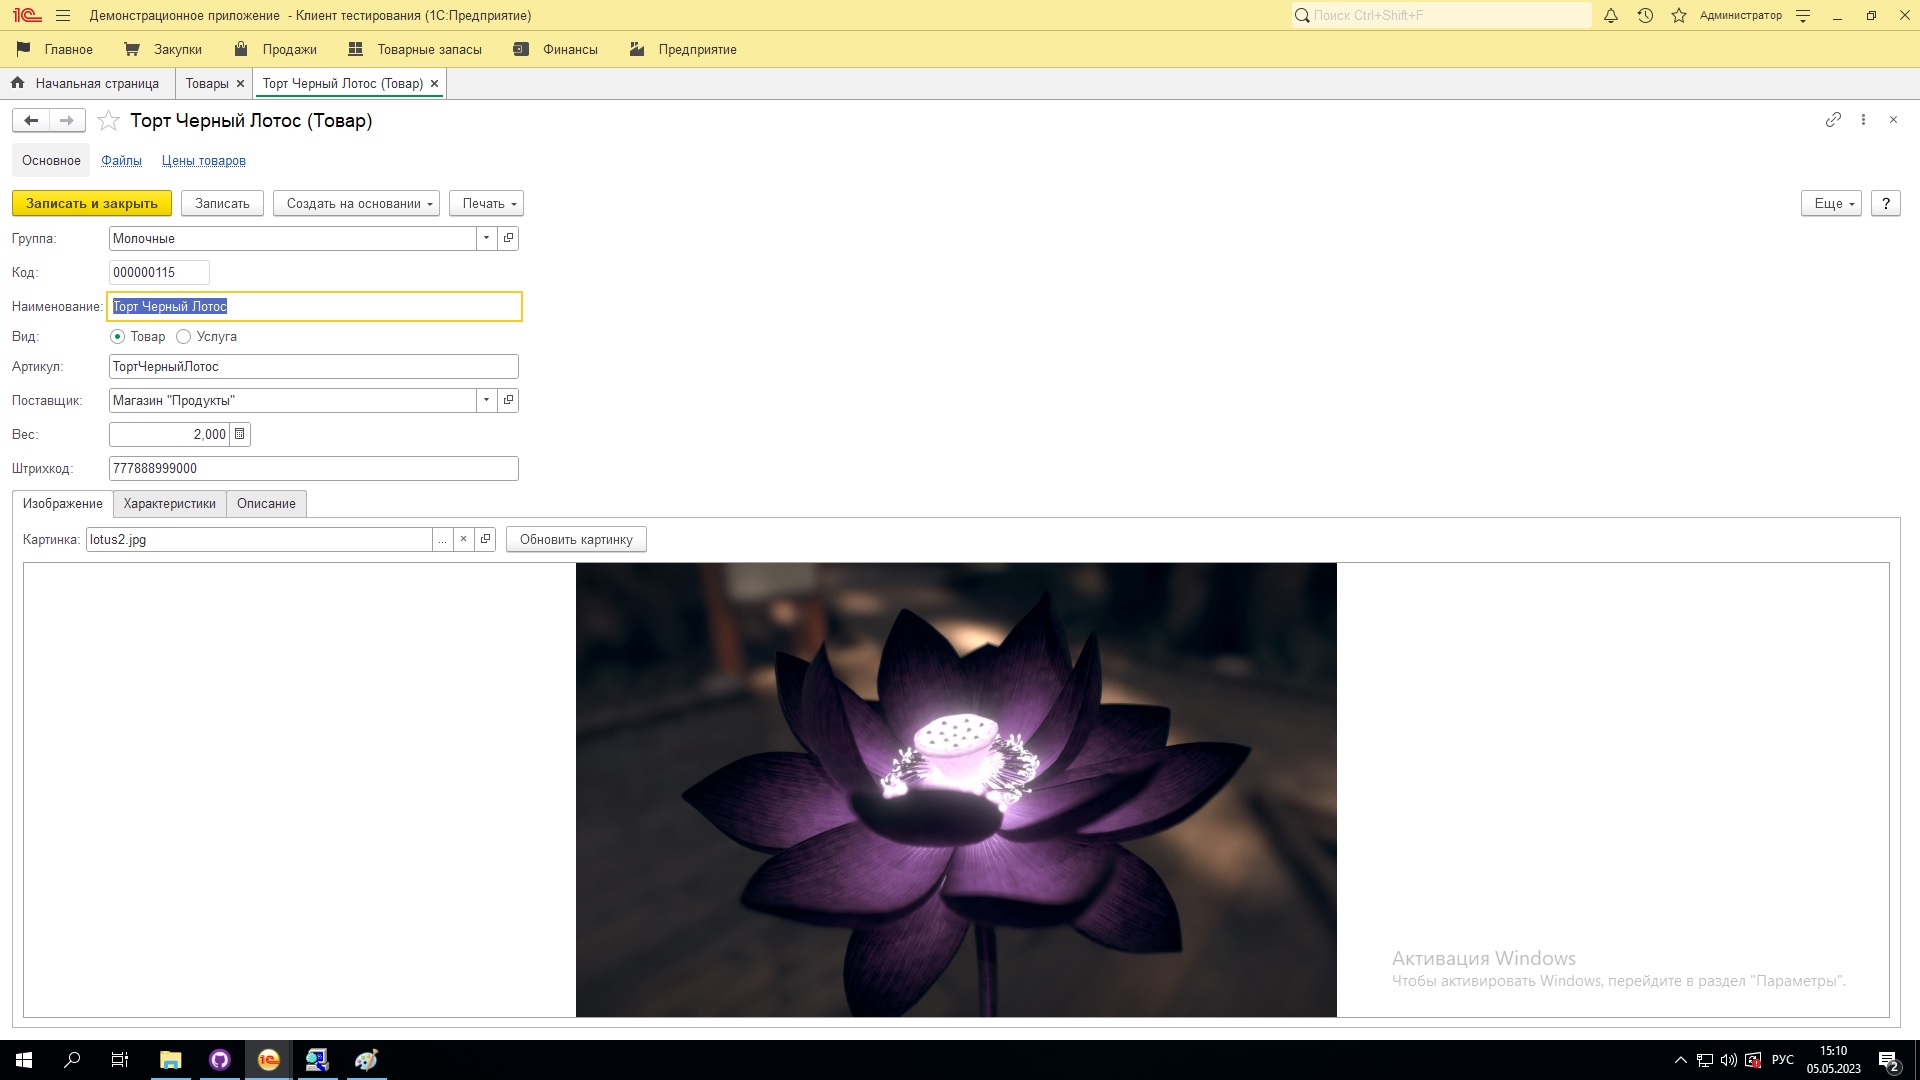 Демонстрационное приложение - Клиент тестирования (1С:Предприятие)
Поиск Ctrl+Shift+F
Администратор
Главное
Закупки
Продажи
Товарные запасы
Финансы
Предприятие
Начальная страница
Товары
Торт Черный Лотос (Товар)
Торт Черный Лотос (Товар)
Основное
Файлы
Цены товаров
Записать и закрыть
Записать
Создать на основании
Печать
Еще
?
Группа: Молочные
Код: 000000115
Наименование: Торт Черный Лотос
Вид: Товар Услуга
Артикул: ТортЧерныйЛотос
Поставщик: Магазин "Продукты"
Вес: 2,000
Штрихкод: 777888999000
Изображение
Характеристики
Описание
Картинка: lotus2.jpg ...
Обновить картинку
Активация Windows
Чтобы активировать Windows, перейдите в раздел "Параметры".
РУС
15:10
05.05.2023
2